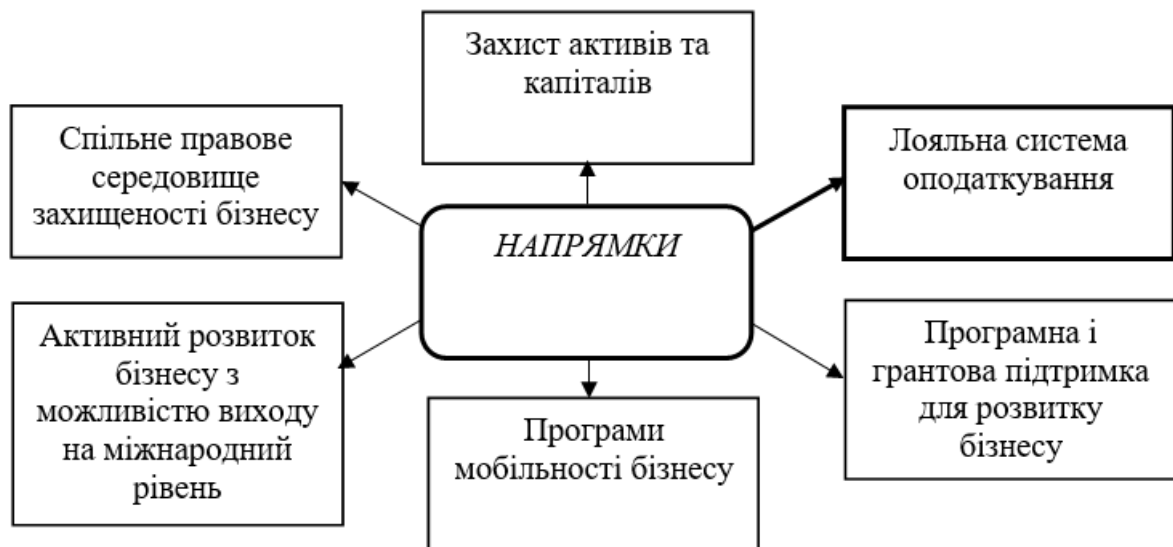 Захист активів та
капіталів
Спільне правове
середовище
захищеності бізнесу
Лояльна система
оподаткування
НАПРЯМКИ
Активний розвиток
бізнесу з
можливістю виходу
на міжнародний
рівень
Програми
мобільності бізнесу
Програмна і
грантова підтримка
для розвитку
бізнесу